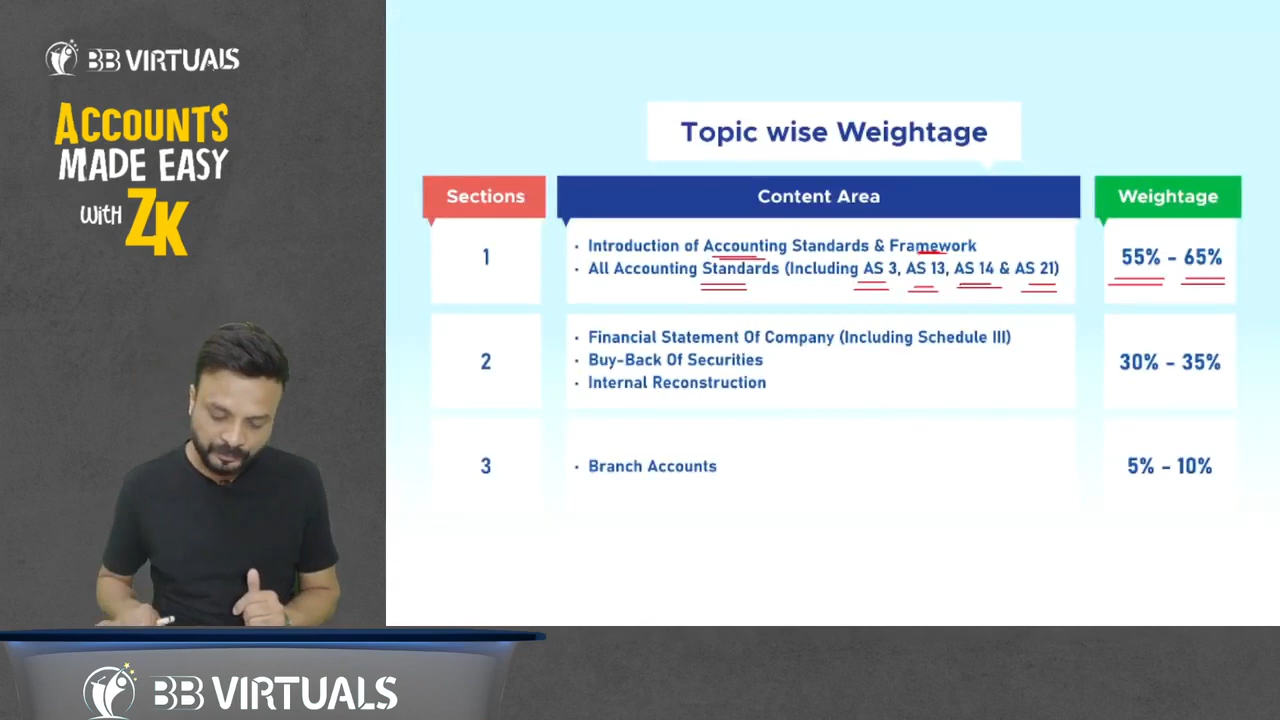 BB VIRTUALS
ACCOUNTS
MADE EASY
WITH ZK
Topic wise Weightage
Sections
Content Area
Weightage
1
· Introduction of Accounting Standards & Framework
· All Accounting Standards (Including AS 3, AS 13, AS 14 & AS 21)
55% - 65%
2
· Financial Statement Of Company (Including Schedule III)
· Buy-Back Of Securities
· Internal Reconstruction
30% - 35%
3
· Branch Accounts
5% - 10%
BB VIRTUALS